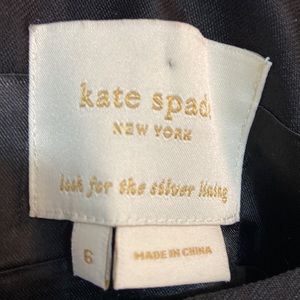 kate spad
NEW YORK
look for the silver lining
6
MADE IN CHINA